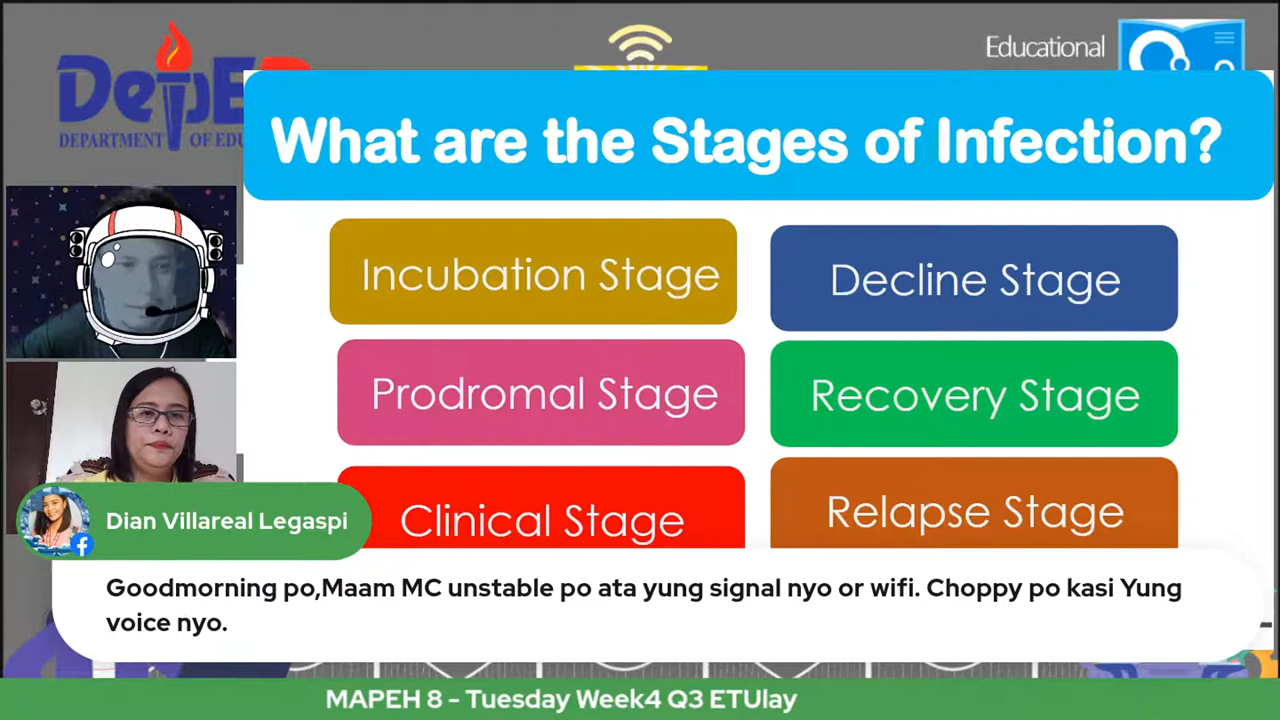 DepED
DEPARTMENT OF EDU
Educational
What are the Stages of Infection?
Incubation Stage
Decline Stage
Prodromal Stage
Recovery Stage
Clinical Stage
Relapse Stage
Dian Villareal Legaspi
Goodmorning po,Maam MC unstable po ata yung signal nyo or wifi. Choppy po kasi Yung
voice nyo.
MAPEH 8 - Tuesday Week4 Q3 ETUlay